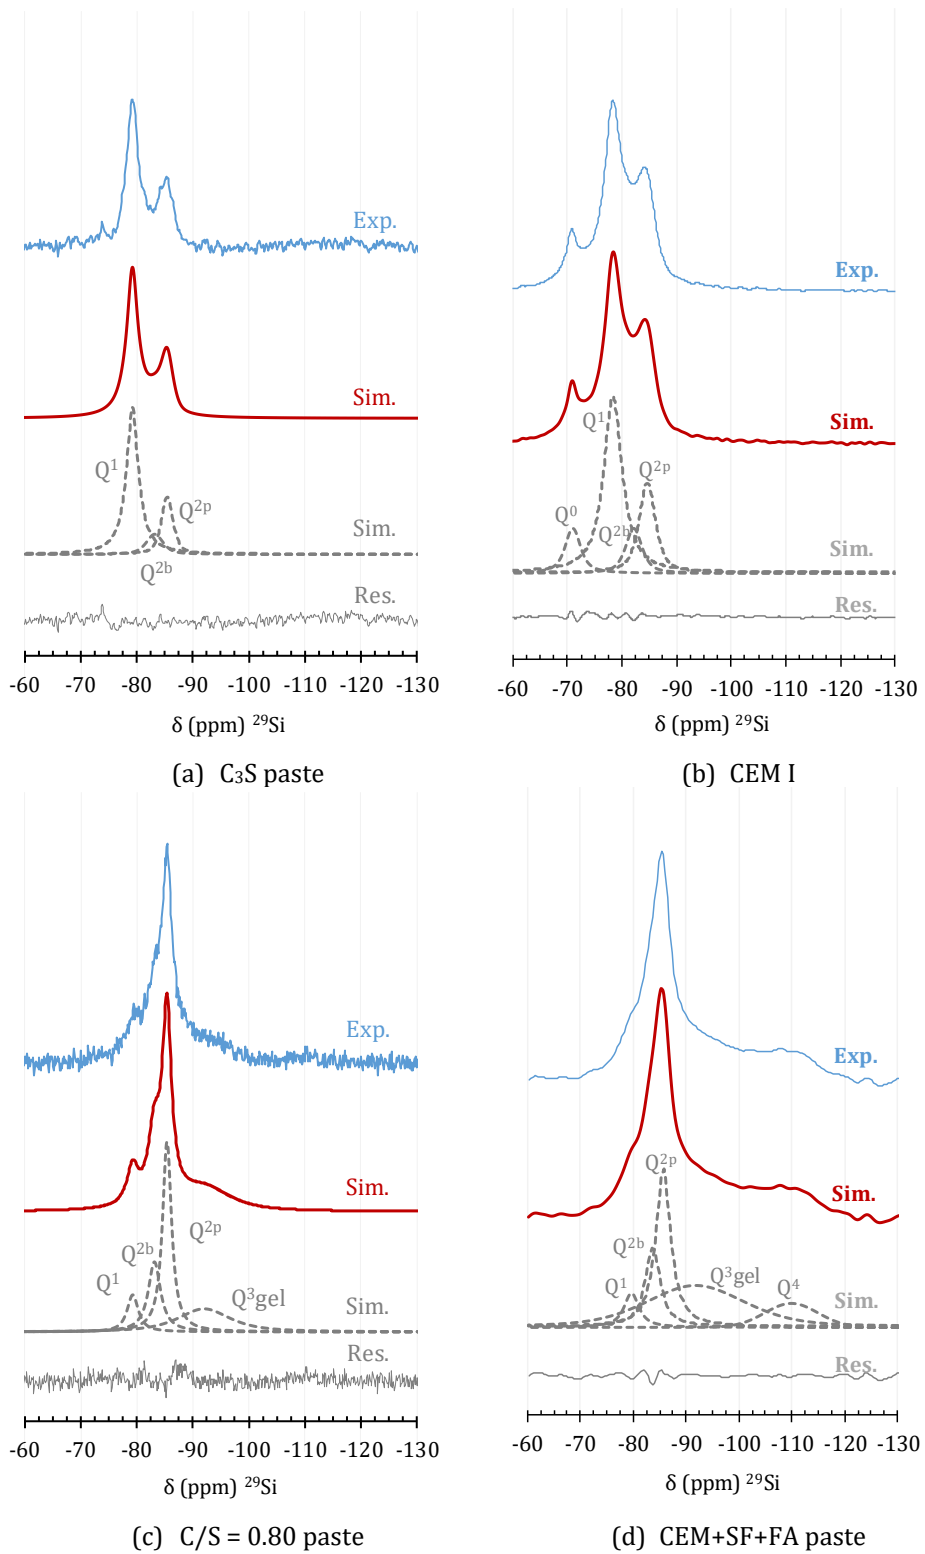 Exp.
Sim.
Q¹
Q²ᵖ
Sim.
Q²ᵇ
Res.
-60 -70 -80 -90 -100 -110 -120 -130
δ (ppm) ²⁹Si
(a) C₃S paste
Exp.
Q¹
Sim.
Q²ᵖ
Q⁰
Q²ᵇ
Sim.
Res.
-60 -70 -80 -90 -100 -110 -120 -130
δ (ppm) ²⁹Si
(b) CEM I
Exp.
Sim.
Q²ᵖ
Q²ᵇ
Q¹
Q³gel
Sim.
Res.
-60 -70 -80 -90 -100 -110 -120 -130
δ (ppm) ²⁹Si
(c) C/S = 0.80 paste
Exp.
Q²ᵖ
Sim.
Q²ᵇ
Q³gel
Q¹
Q⁴
Sim.
Res.
-60 -70 -80 -90 -100 -110 -120 -130
δ (ppm) ²⁹Si
(d) CEM+SF+FA paste